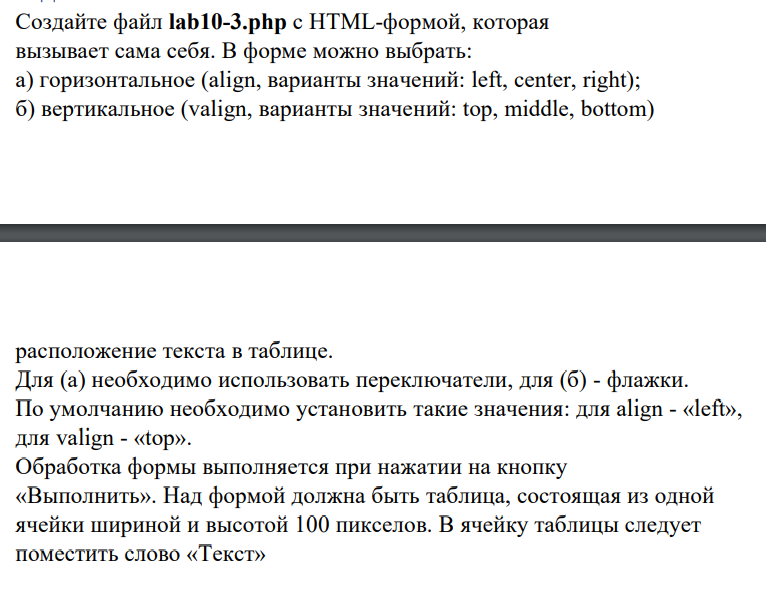 Создайте файл lab10-3.php с HTML-формой, которая
вызывает сама себя. В форме можно выбрать:
а) горизонтальное (align, варианты значений: left, center, right);
б) вертикальное (valign, варианты значений: top, middle, bottom)
расположение текста в таблице.
Для (а) необходимо использовать переключатели, для (б) - флажки.
По умолчанию необходимо установить такие значения: для align - «left»,
для valign - «top».
Обработка формы выполняется при нажатии на кнопку
«Выполнить». Над формой должна быть таблица, состоящая из одной
ячейки шириной и высотой 100 пикселов. В ячейку таблицы следует
поместить слово «Текст»